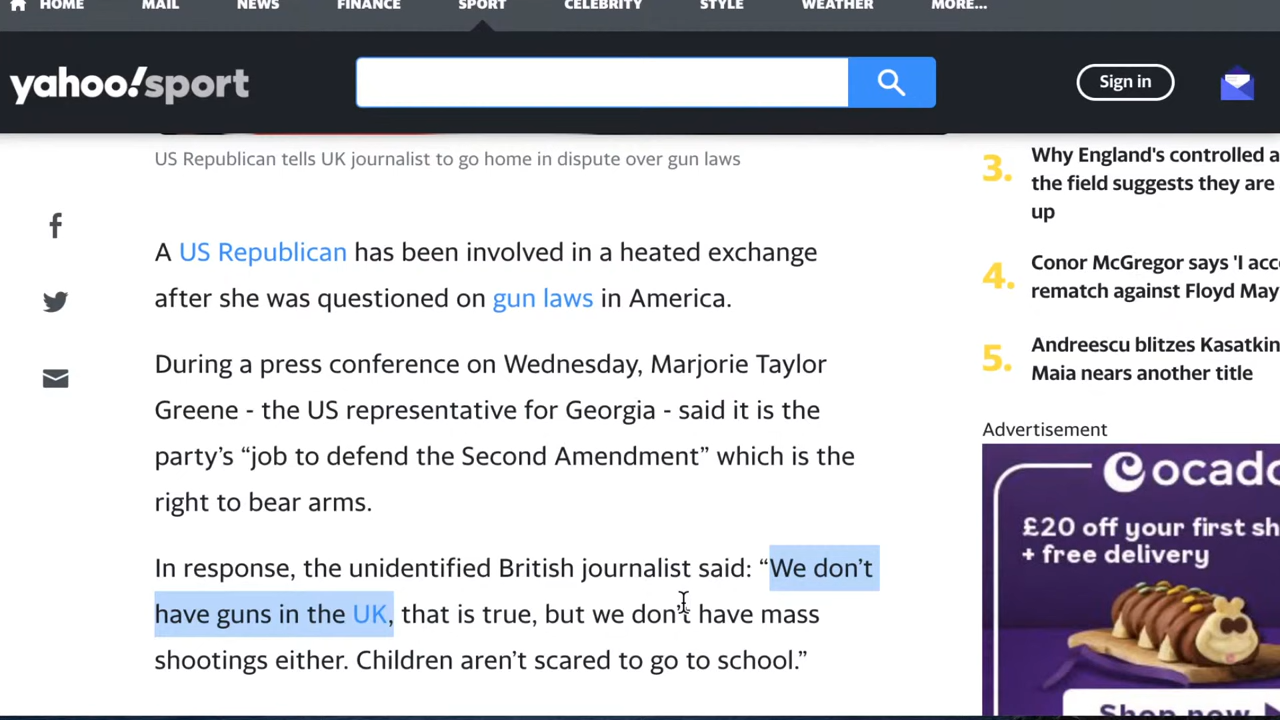 HOME MAIL NEWS FINANCE SPORT CELEBRITY STYLE WEATHER MORE...
yahoo!sport
Sign in
US Republican tells UK journalist to go home in dispute over gun laws
A US Republican has been involved in a heated exchange
after she was questioned on gun laws in America.
During a press conference on Wednesday, Marjorie Taylor
Greene - the US representative for Georgia - said it is the
party's “job to defend the Second Amendment” which is the
right to bear arms.
In response, the unidentified British journalist said: “We don't
have guns in the UK, that is true, but we don't have mass
shootings either. Children aren't scared to go to school.”
3. Why England's controlled a
the field suggests they are
up
4. Conor McGregor says 'I acc
rematch against Floyd May
5. Andreescu blitzes Kasatkin
Maia nears another title
Advertisement
ocado
£20 off your first sh
+ free delivery
Shop now